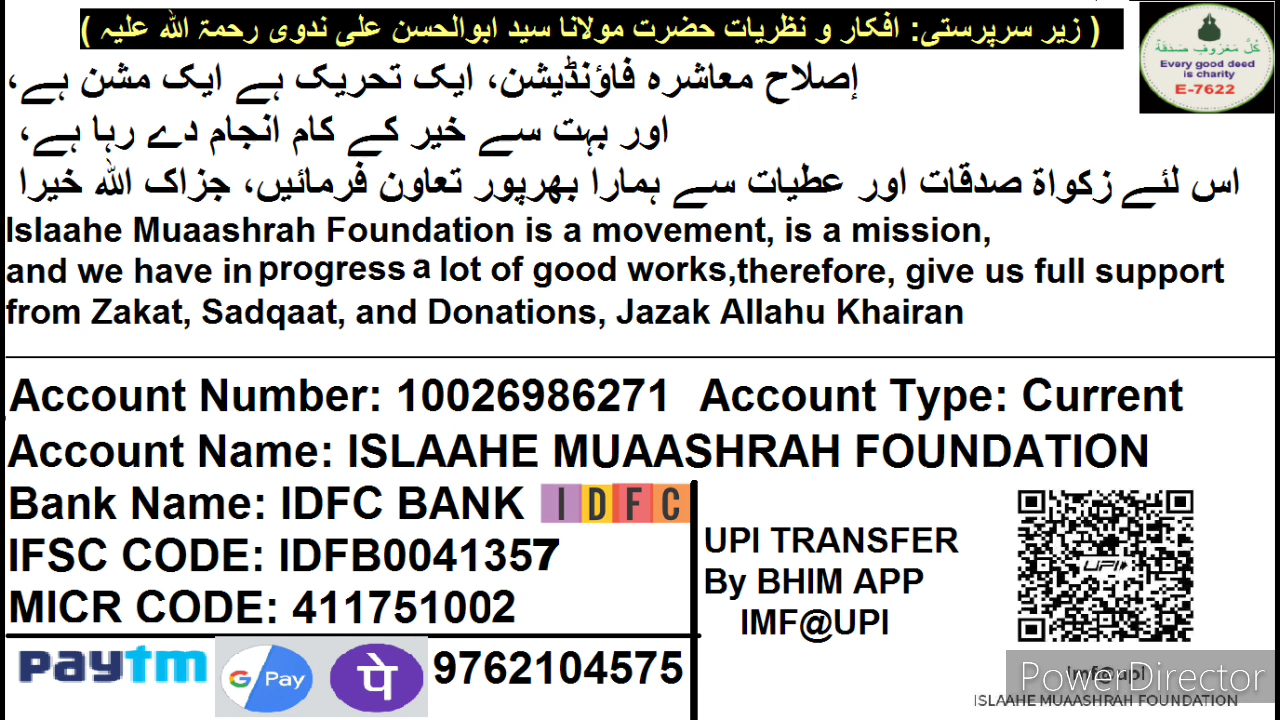 ( زیر سرپرستی: افکار و نظریات حضرت مولانا سید ابوالحسن علی ندوی رحمۃ اللہ علیہ )
كُلُّ مَعْرُوفٍ صَدَقَةٌ
Every good deed
is charity
E-7622
إصلاح معاشرہ فاؤنڈیشن، ایک تحریک ہے ایک مشن ہے،
اور بہت سے خیر کے کام انجام دے رہا ہے،
اس لئے زکواۃ صدقات اور عطیات سے ہمارا بھرپور تعاون فرمائیں، جزاک اللہ خیرا
Islaahe Muaashrah Foundation is a movement, is a mission,
and we have in progress a lot of good works,therefore, give us full support
from Zakat, Sadqaat, and Donations, Jazak Allahu Khairan
Account Number: 10026986271 Account Type: Current
Account Name: ISLAAHE MUAASHRAH FOUNDATION
Bank Name: IDFC BANK IDFC
IFSC CODE: IDFB0041357
MICR CODE: 411751002
paytm G Pay पे 9762104575
UPI TRANSFER
By BHIM APP
IMF@UPI
UPI
imf@upi
PowerDirector
ISLAAHE MUAASHRAH FOUNDATION